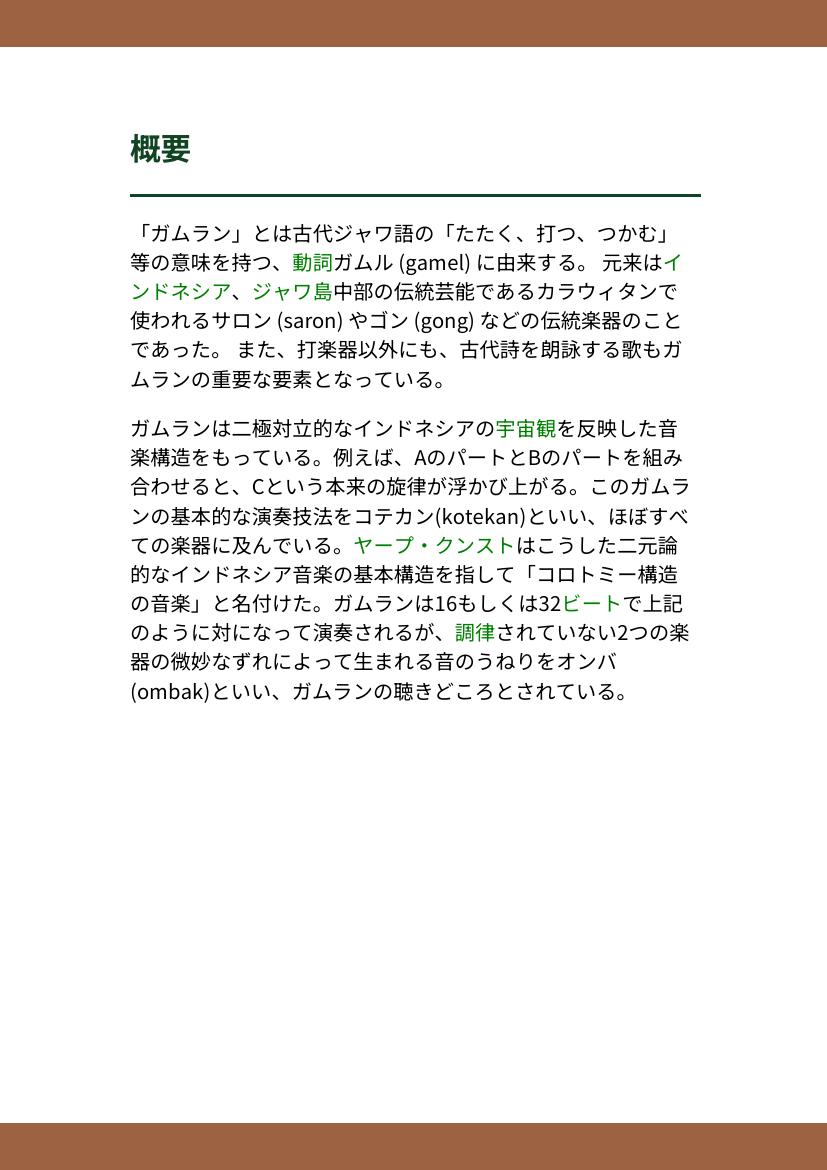 概要
「ガムラン」とは古代ジャワ語の「たたく、打つ、つかむ」
等の意味を持つ、動詞ガムル (gamel) に由来する。 元来はイ
ンドネシア、ジャワ島中部の伝統芸能であるカラウィタンで
使われるサロン (saron) やゴン (gong) などの伝統楽器のこと
であった。 また、打楽器以外にも、古代詩を朗詠する歌もガ
ムランの重要な要素となっている。
ガムランは二極対立的なインドネシアの宇宙観を反映した音
楽構造をもっている。例えば、AのパートとBのパートを組み
合わせると、Cという本来の旋律が浮かび上がる。このガムラ
ンの基本的な演奏技法をコテカン(kotekan)といい、ほぼすべ
ての楽器に及んでいる。ヤープ・クンストはこうした二元論
的なインドネシア音楽の基本構造を指して「コロトミー構造
の音楽」と名付けた。ガムランは16もしくは32ビートで上記
のように対になって演奏されるが、調律されていない2つの楽
器の微妙なずれによって生まれる音のうねりをオンバ
(ombak)といい、ガムランの聴きどころとされている。